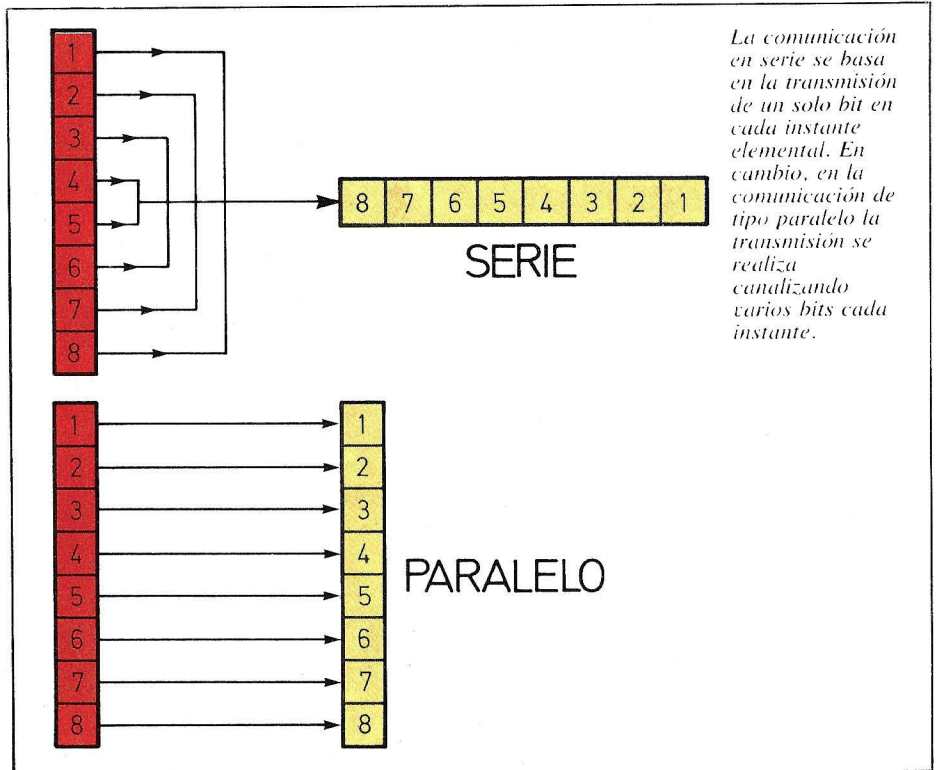 1
2
3
4
5
6
7
8
8 7 6 5 4 3 2 1
SERIE
La comunicación
en serie se basa
en la transmisión
de un solo bit en
cada instante
elemental. En
cambio, en la
comunicación de
tipo paralelo la
transmisión se
realiza
canalizando
varios bits cada
instante.
1 1
2 2
3 3
4 4
5 5
6 6
7 7
8 8
PARALELO